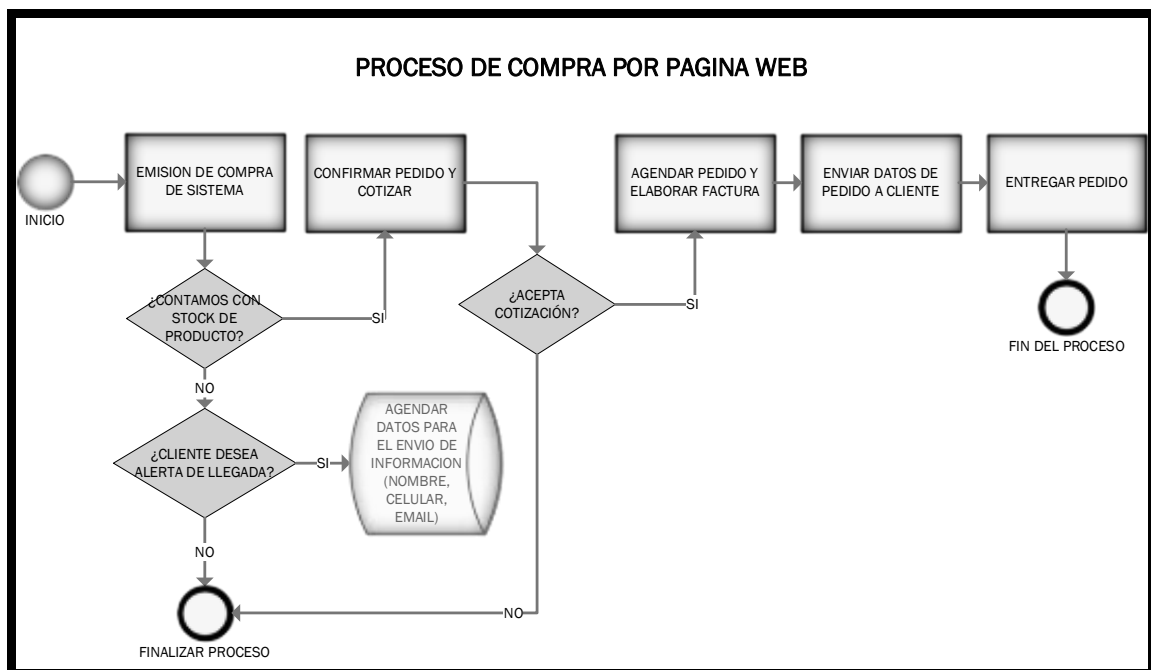 PROCESO DE COMPRA POR PAGINA WEB
INICIO
EMISION DE COMPRA
DE SISTEMA
CONFIRMAR PEDIDO Y
COTIZAR
AGENDAR PEDIDO Y
ELABORAR FACTURA
ENVIAR DATOS DE
PEDIDO A CLIENTE
ENTREGAR PEDIDO
¿CONTAMOS CON
STOCK DE
PRODUCTO?
SI
¿ACEPTA
COTIZACIÓN?
SI
FIN DEL PROCESO
NO
¿CLIENTE DESEA
ALERTA DE LLEGADA?
SI
AGENDAR
DATOS PARA
EL ENVIO DE
INFORMACION
(NOMBRE,
CELULAR,
EMAIL)
NO
NO
FINALIZAR PROCESO